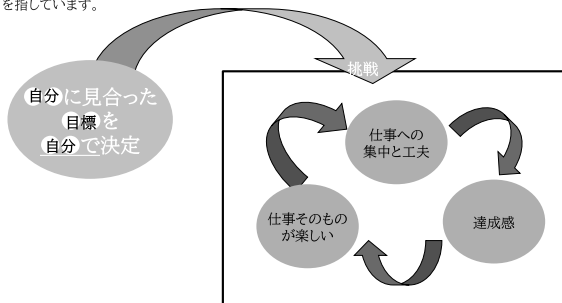 を指しています。
挑戦
自分に見合った
目標を
自分で決定
仕事への
集中と工夫
達成感
仕事そのもの
が楽しい